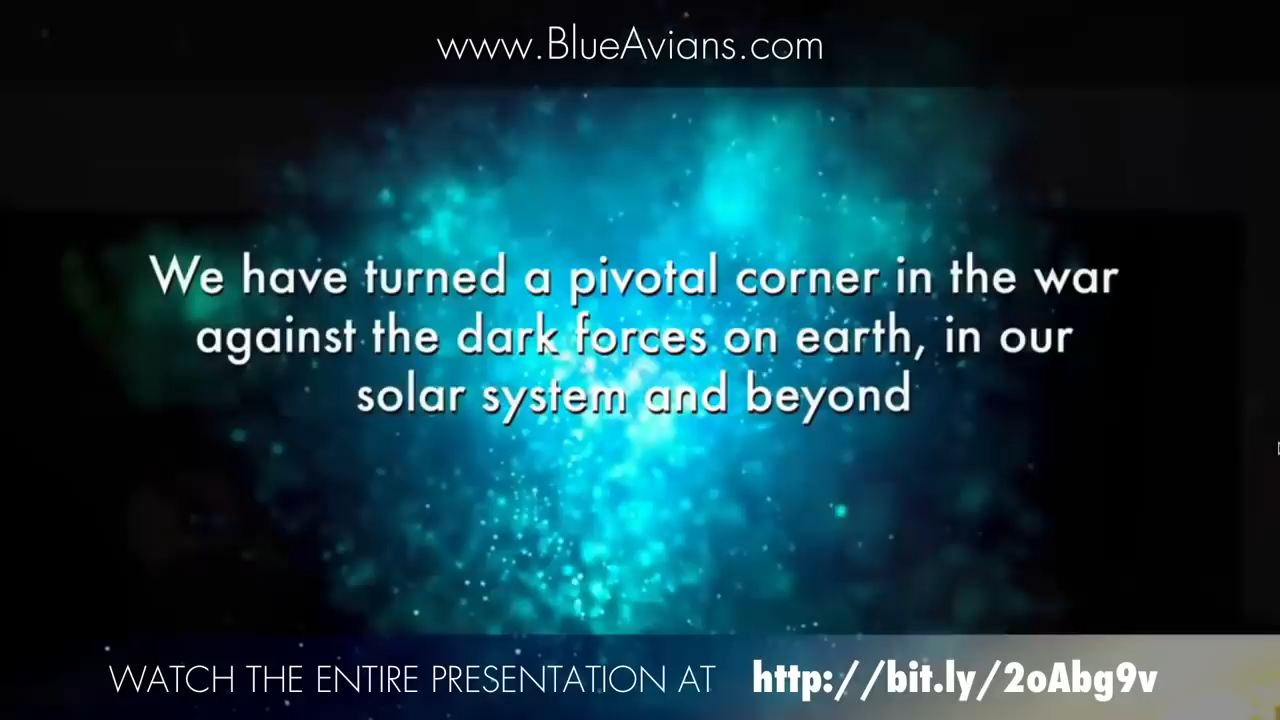 www.BlueAvians.com
We have turned a pivotal corner in the war
against the dark forces on earth, in our
solar system and beyond
WATCH THE ENTIRE PRESENTATION AT http://bit.ly/2oAbg9v